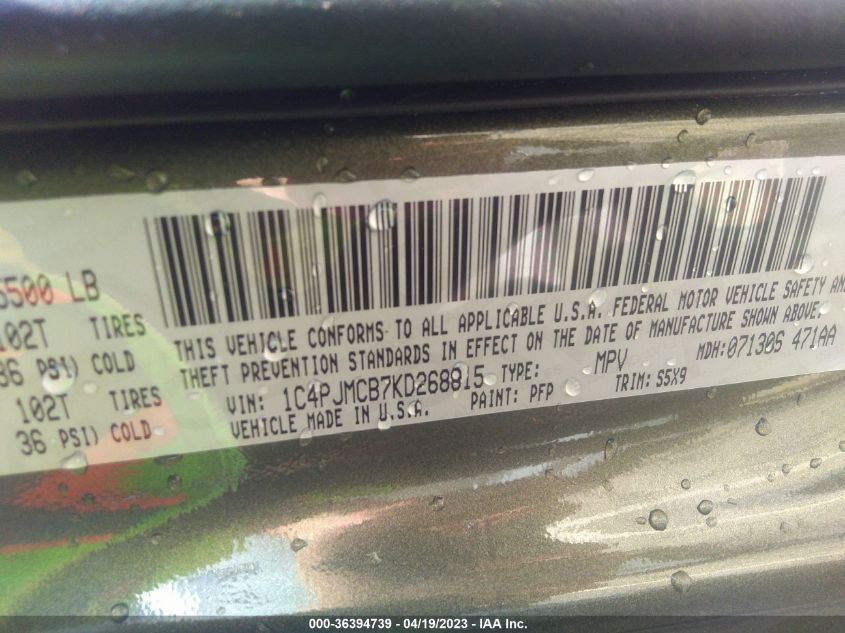 5500 LB
102T TIRES
36 PSI) COLD
102T TIRES
36 PSI) COLD
THIS VEHICLE CONFORMS TO ALL APPLICABLE U.S.A. FEDERAL MOTOR VEHICLE SAFETY AN
THEFT PREVENTION STANDARDS IN EFFECT ON THE DATE OF MANUFACTURE SHOWN ABOVE
VIN: 1C4PJMCB7KD268815 TYPE: MPV MDH: 071306 471AA
VEHICLE MADE IN U.S.A. PAINT: PFP TRIM: S5X9
000-36394739 - 04/19/2023 - IAA Inc.